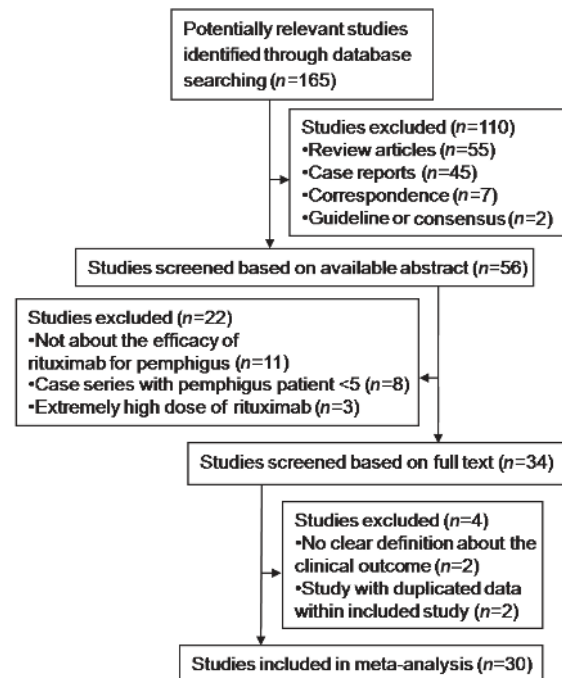 Potentially relevant studies
identified through database
searching (n=165)
Studies excluded (n=110)
•Review articles (n=55)
•Case reports (n=45)
•Correspondence (n=7)
•Guideline or consensus (n=2)
Studies screened based on available abstract (n=56)
Studies excluded (n=22)
•Not about the efficacy of
rituximab for pemphigus
(n=11)
•Case series with pemphigus patient <5 (n=8)
•Extremely high dose of rituximab (n=3)
Studies screened based on full text (n=34)
Studies excluded (n=4)
•No clear definition about the
clinical outcome (n=2)
•Study with duplicated data
within included study (n=2)
Studies included in meta-analysis (n=30)